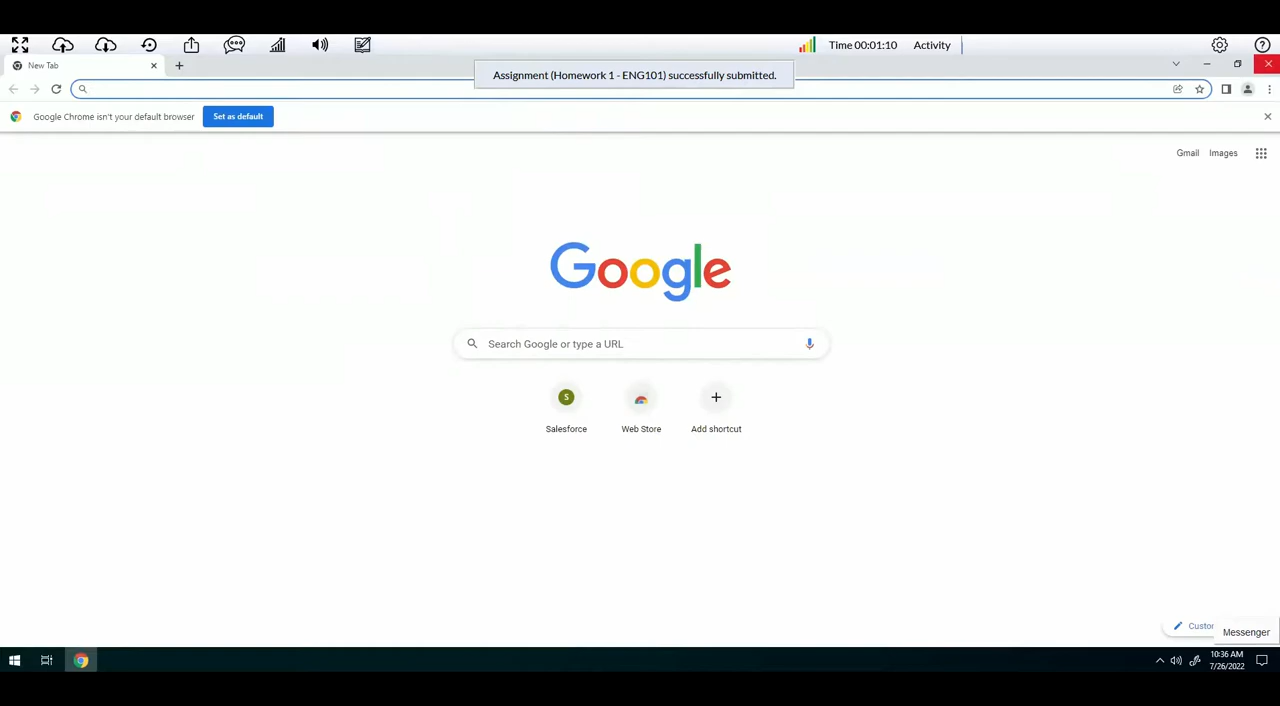 Time 00:01:10 Activity
New Tab
Assignment (Homework 1 - ENG101) successfully submitted.
Google Chrome isn't your default browser Set as default
Gmail Images
Google
Search Google or type a URL
S
Salesforce Web Store Add shortcut
Custo
Messenger
10:36 AM
7/26/2022